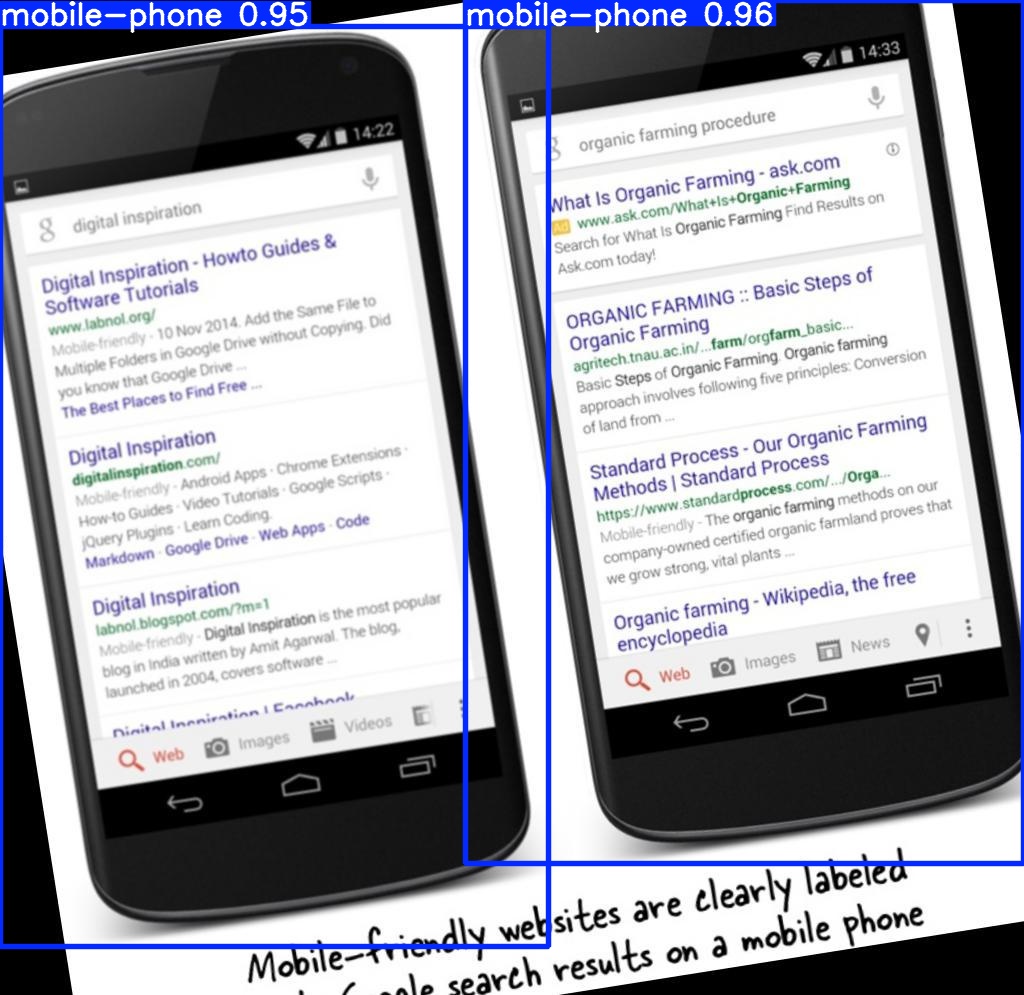 mobile-phone 0.95
mobile-phone 0.96
14:22
g digital inspiration
Digital Inspiration - Howto Guides &
Software Tutorials
www.labnol.org/
Mobile-friendly - 10 Nov 2014. Add the Same File to
Multiple Folders in Google Drive without Copying. Did
you know that Google Drive ...
The Best Places to Find Free ...
Digital Inspiration
digitalinspiration.com/
Mobile-friendly - Android Apps · Chrome Extensions ·
How-to Guides · Video Tutorials · Google Scripts ·
jQuery Plugins · Learn Coding.
Markdown · Google Drive · Web Apps · Code
Digital Inspiration
labnol.blogspot.com/?m=1
Mobile-friendly - Digital Inspiration is the most popular
blog in India written by Amit Agarwal. The blog,
launched in 2004, covers software ...
Digital Inspiration | Facebook
Web Images Videos
14:33
g organic farming procedure
What Is Organic Farming - ask.com
Ad www.ask.com/What+Is+Organic+Farming
Search for What Is Organic Farming Find Results on
Ask.com today!
ORGANIC FARMING :: Basic Steps of
Organic Farming
agritech.tnau.ac.in/...farm/orgfarm_basic...
Basic Steps of Organic Farming. Organic farming
approach involves following five principles: Conversion
of land from ...
Standard Process - Our Organic Farming
Methods | Standard Process
https://www.standardprocess.com/.../Orga...
Mobile-friendly - The organic farming methods on our
company-owned certified organic farmland proves that
we grow strong, vital plants ...
Organic farming - Wikipedia, the free
encyclopedia
Web Images News
Mobile-friendly websites are clearly labeled
Google search results on a mobile phone